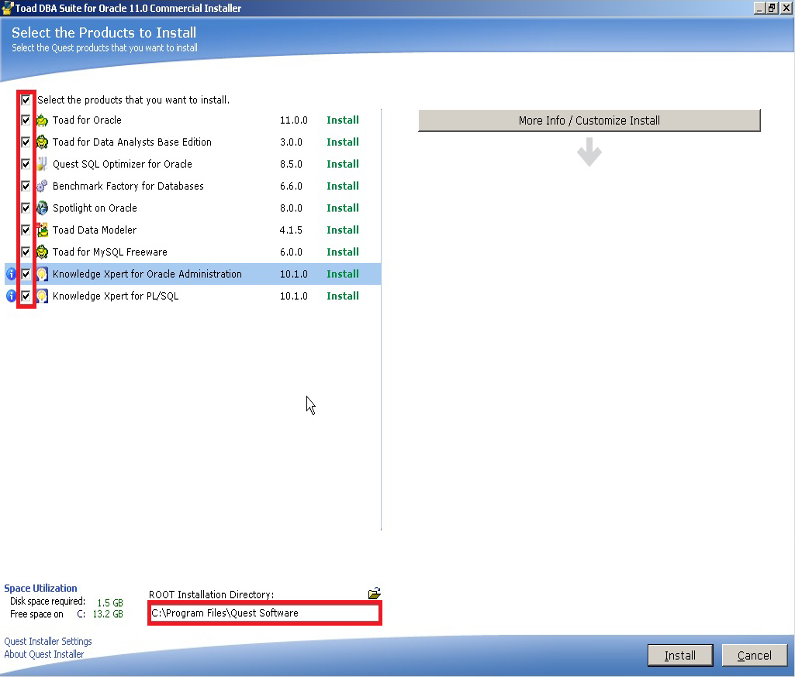 Toad DBA Suite for Oracle 11.0 Commercial Installer
Select the Products to Install
Select the Quest products that you want to install
Select the products that you want to install.
Toad for Oracle 11.0.0 Install
Toad for Data Analysts Base Edition 3.0.0 Install
Quest SQL Optimizer for Oracle 8.5.0 Install
Benchmark Factory for Databases 6.6.0 Install
Spotlight on Oracle 8.0.0 Install
Toad Data Modeler 4.1.5 Install
Toad for MySQL Freeware 6.0.0 Install
Knowledge Xpert for Oracle Administration 10.1.0 Install
Knowledge Xpert for PL/SQL 10.1.0 Install
More Info / Customize Install
Space Utilization
Disk space required: 1.5 GB
Free space on C: 13.2 GB
ROOT Installation Directory:
C:\Program Files\Quest Software
Quest Installer Settings
About Quest Installer
Install
Cancel